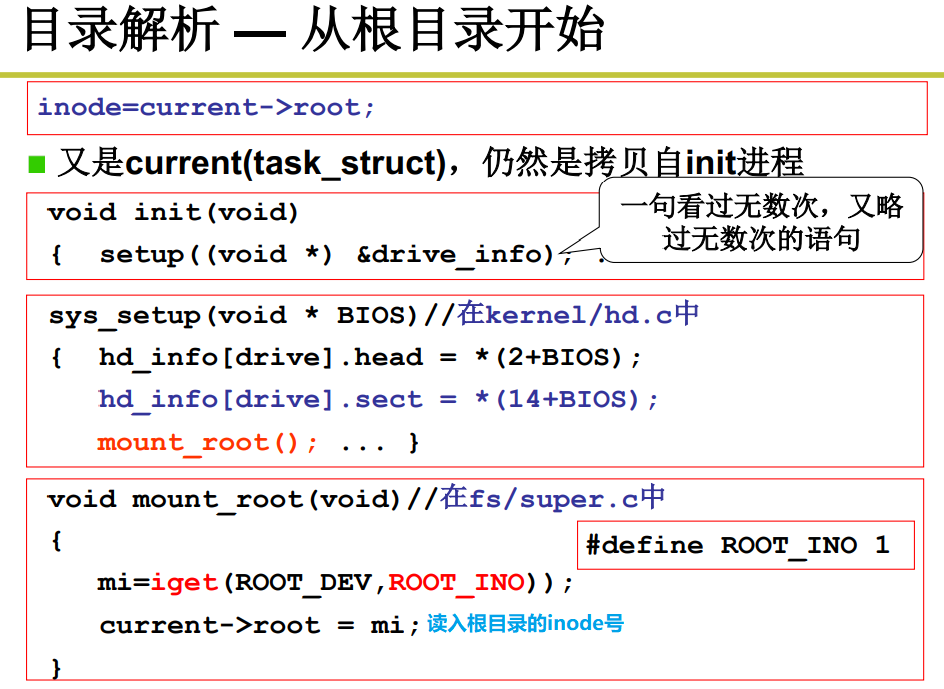 目录解析 — 从根目录开始
inode=current->root;
又是current(task_struct)，仍然是拷贝自init进程
一句看过无数次，又略
过无数次的语句
void init(void)
{ setup((void *) &drive_info); .
sys_setup(void * BIOS)//在kernel/hd.c中
{ hd_info[drive].head = *(2+BIOS);
hd_info[drive].sect = *(14+BIOS);
mount_root(); ... }
void mount_root(void)//在fs/super.c中
{
#define ROOT_INO 1
mi=iget(ROOT_DEV,ROOT_INO));
current->root = mi; 读入根目录的inode号
}